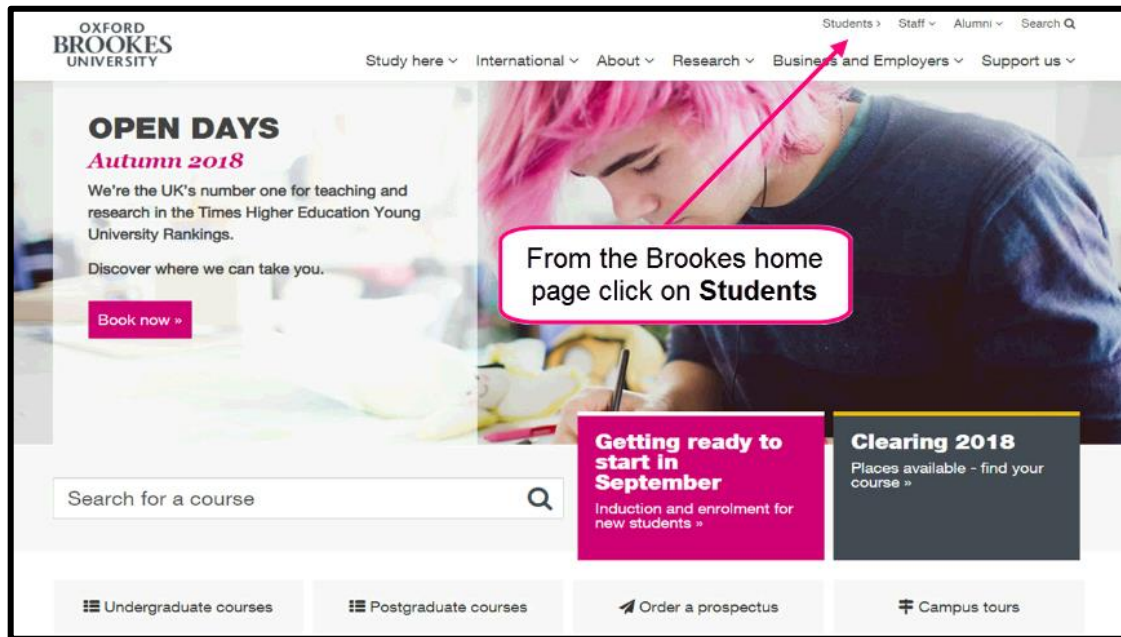 OXFORD
BROOKES
UNIVERSITY
Students › Staff Alumni Search
Study here International About Research Business and Employers Support us
OPEN DAYS
Autumn 2018
We're the UK's number one for teaching and
research in the Times Higher Education Young
University Rankings.
Discover where we can take you.
Book now »
From the Brookes home
page click on Students
Search for a course
Getting ready to
start in
September
Induction and enrolment for
new students »
Clearing 2018
Places available - find your
course »
Undergraduate courses
Postgraduate courses
Order a prospectus
Campus tours